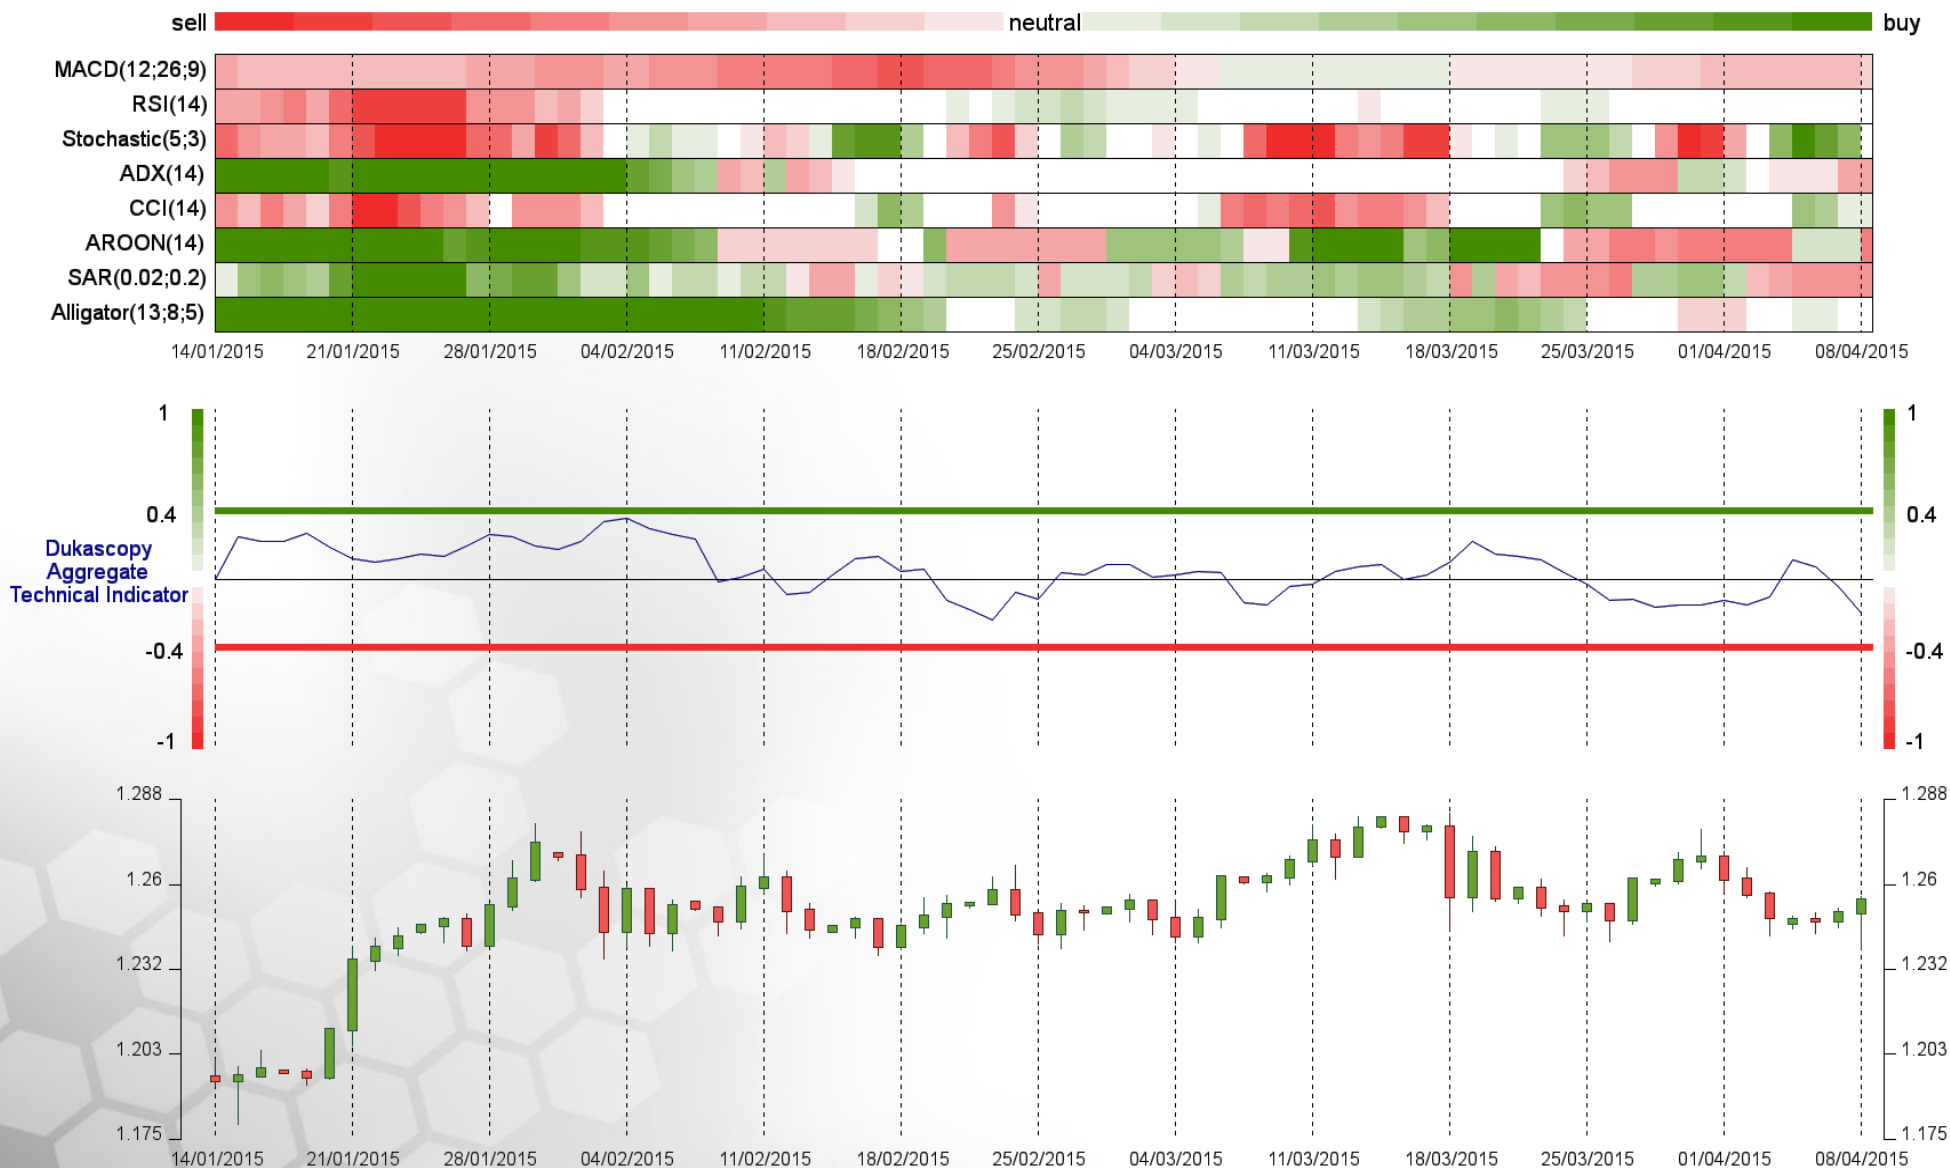 sell neutral buy
MACD(12;26;9)
RSI(14)
Stochastic(5;3)
ADX(14)
CCI(14)
AROON(14)
SAR(0.02;0.2)
Alligator(13;8;5)
14/01/2015 21/01/2015 28/01/2015 04/02/2015 11/02/2015 18/02/2015 25/02/2015 04/03/2015 11/03/2015 18/03/2015 25/03/2015 01/04/2015 08/04/2015
1 1
0.4 0.4
Dukascopy
Aggregate
Technical Indicator
-0.4 -0.4
-1 -1
1.288 1.288
1.26 1.26
1.232 1.232
1.203 1.203
1.175 1.175
14/01/2015 21/01/2015 28/01/2015 04/02/2015 11/02/2015 18/02/2015 25/02/2015 04/03/2015 11/03/2015 18/03/2015 25/03/2015 01/04/2015 08/04/2015